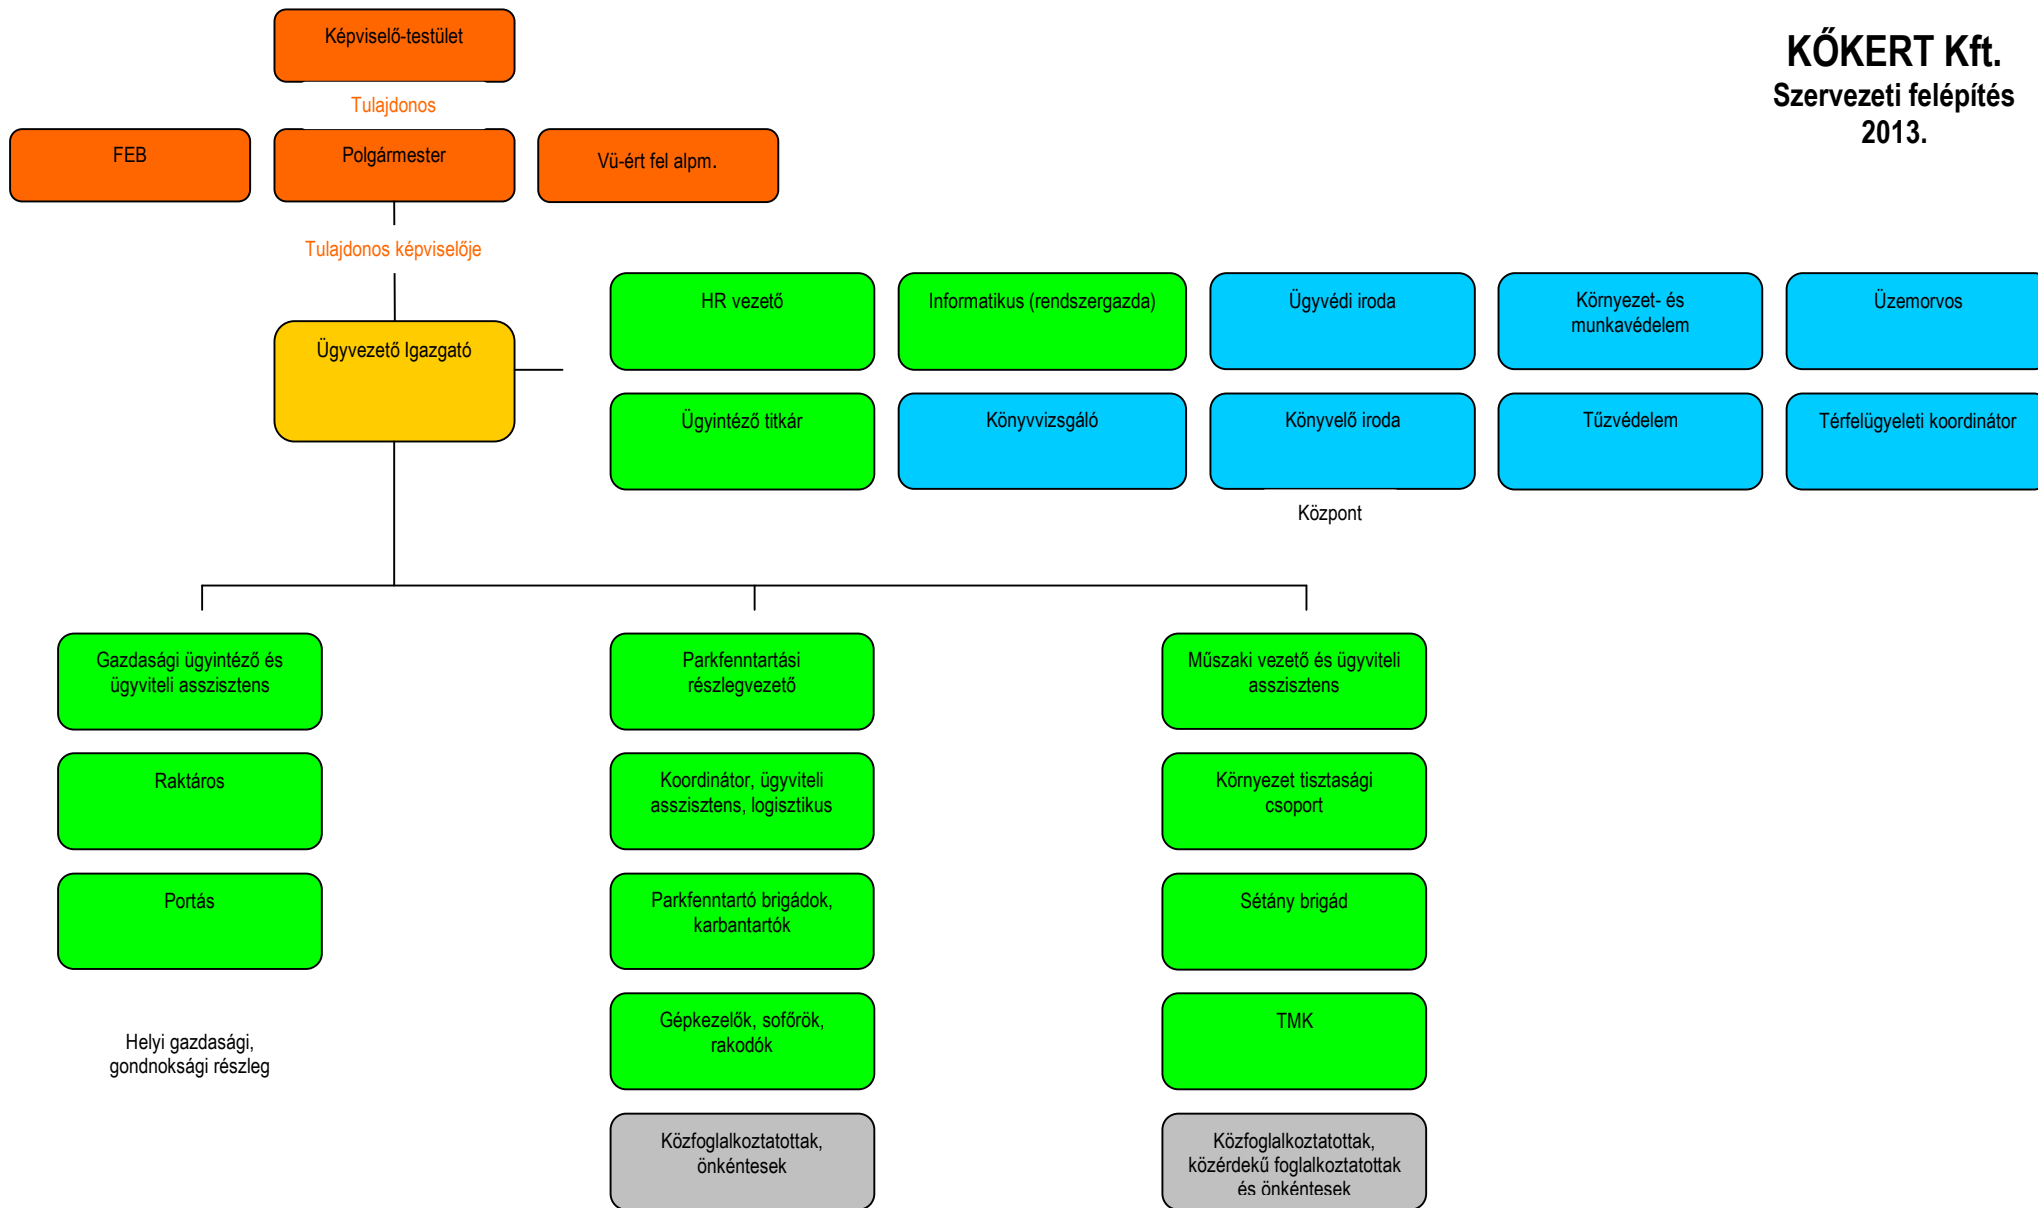 KŐKERT Kft.
Szervezeti felépítés
2013.
Képviselő-testület
Tulajdonos
FEB
Polgármester
Vü-ért fel alpm.
Tulajdonos képviselője
Ügyvezető Igazgató
HR vezető
Informatikus (rendszergazda)
Ügyvédi iroda
Környezet- és
munkavédelem
Üzemorvos
Ügyintéző titkár
Könyvvizsgáló
Könyvelő iroda
Tűzvédelem
Térfelügyeleti koordinátor
Központ
Gazdasági ügyintéző és
ügyviteli asszisztens
Raktáros
Portás
Helyi gazdasági,
gondnoksági részleg
Parkfenntartási
részlegvezető
Koordinátor, ügyviteli
asszisztens, logisztikus
Parkfenntartó brigádok,
karbantartók
Gépkezelők, sofőrök,
rakodók
Közfoglalkoztatottak,
önkéntesek
Műszaki vezető és ügyviteli
asszisztens
Környezet tisztasági
csoport
Sétány brigád
TMK
Közfoglalkoztatottak,
közérdekű foglalkoztatottak
és önkéntesek